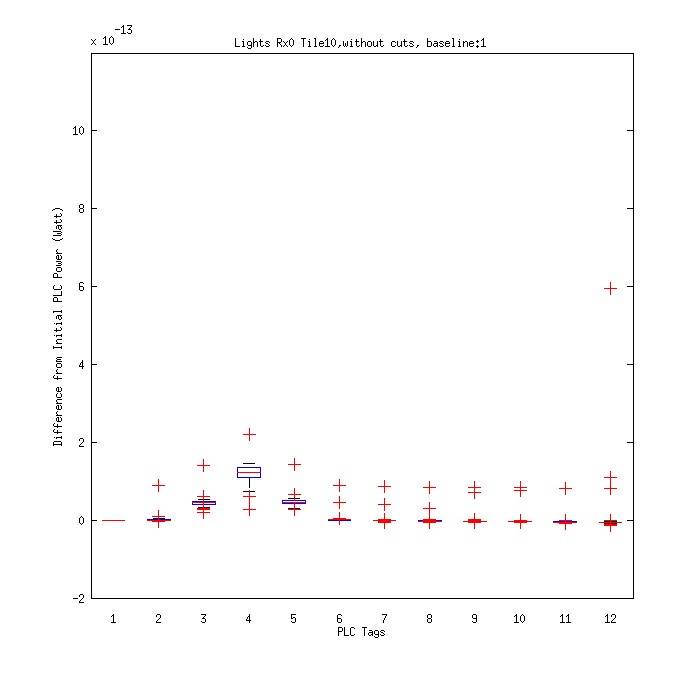 x 10-13
Lights Rx0 Tile10,without cuts, baseline:1
Difference from Initial PLC Power (Watt)
10
8
6
4
2
0
-2
1 2 3 4 5 6 7 8 9 10 11 12
PLC Tags